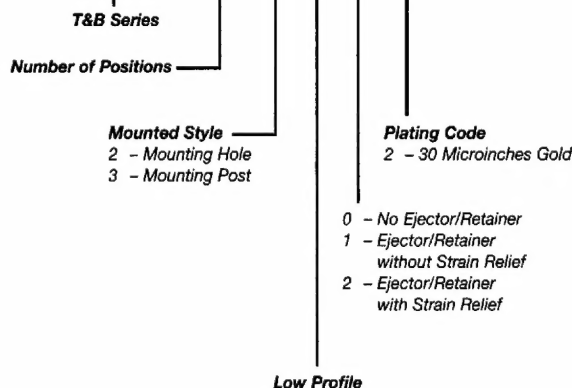 T&B Series
Number of Positions
Mounted Style
2 – Mounting Hole
3 – Mounting Post
Plating Code
2 – 30 Microinches Gold
0 – No Ejector/Retainer
1 – Ejector/Retainer
without Strain Relief
2 – Ejector/Retainer
with Strain Relief
Low Profile